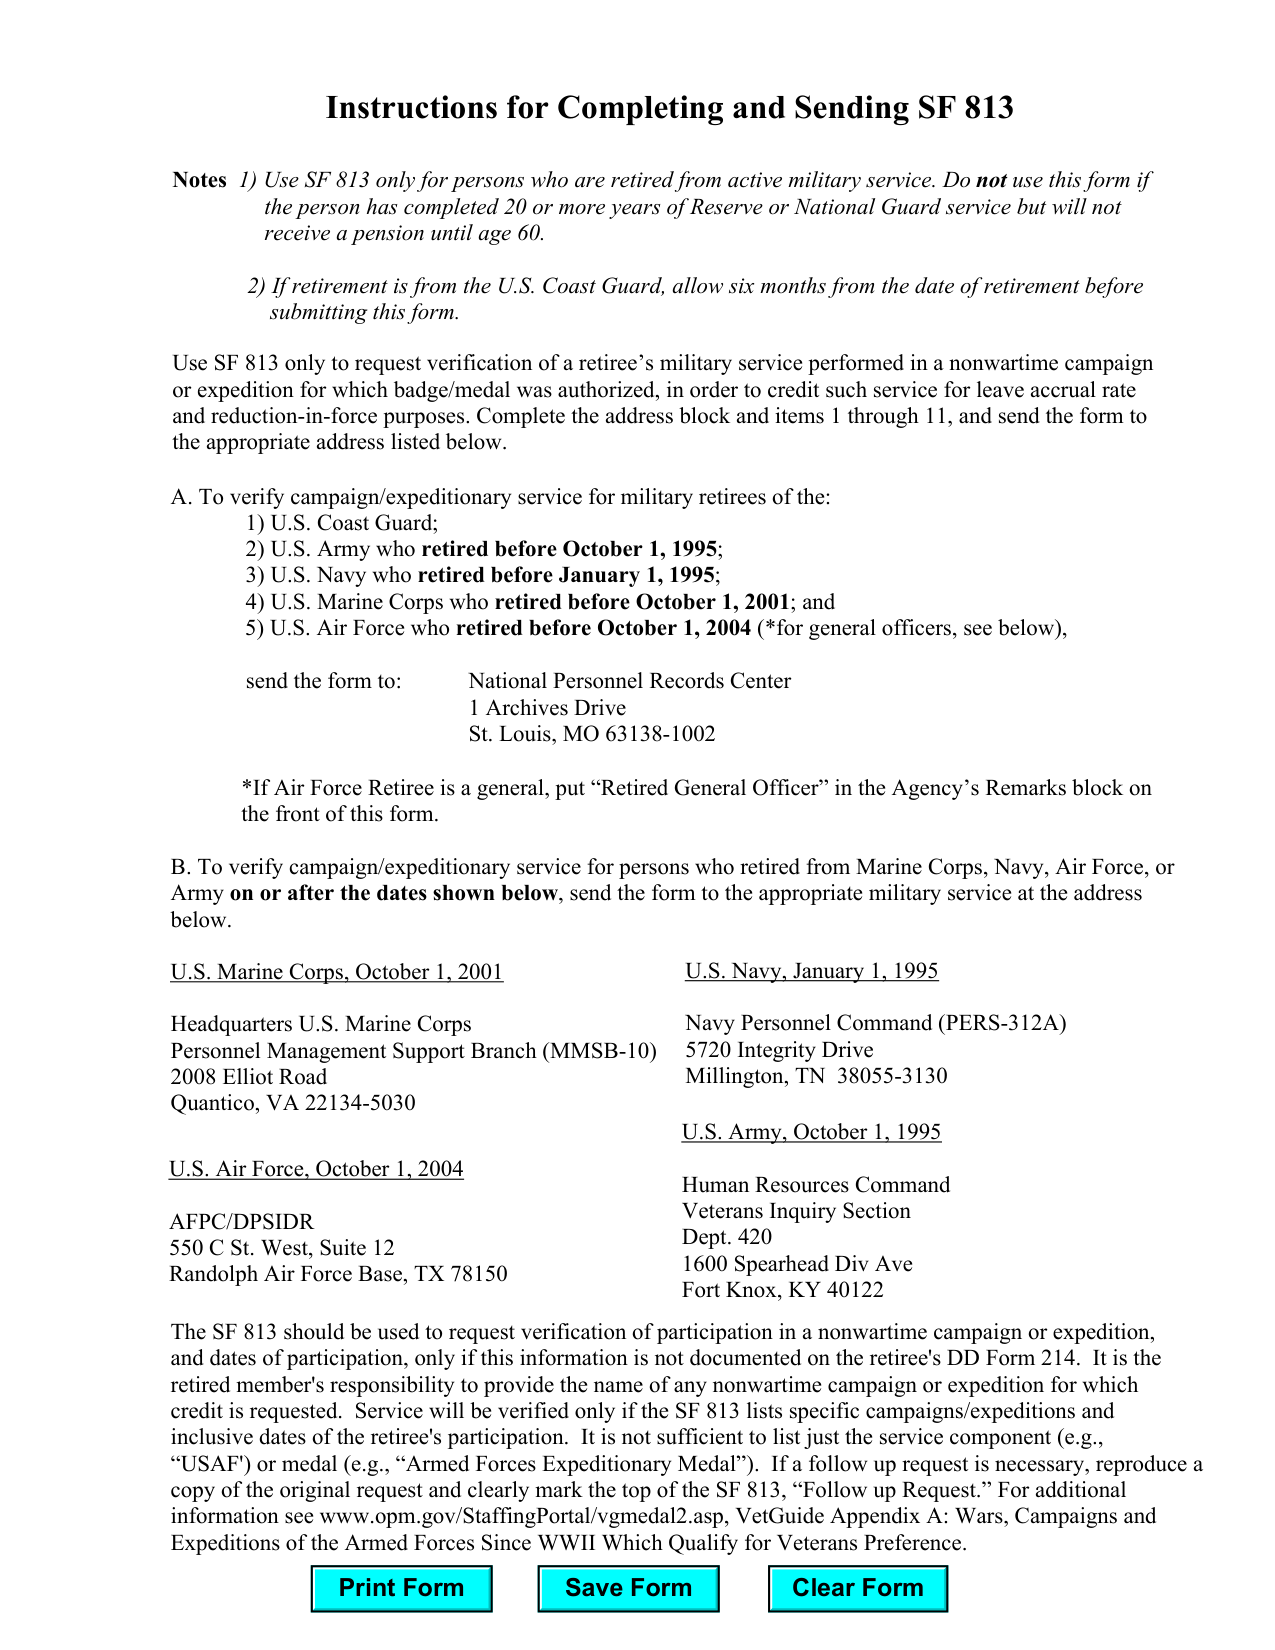 Instructions for Completing and Sending SF 813
Notes 1) Use SF 813 only for persons who are retired from active military service. Do not use this form if
the person has completed 20 or more years of Reserve or National Guard service but will not
receive a pension until age 60.
2) If retirement is from the U.S. Coast Guard, allow six months from the date of retirement before
submitting this form.
Use SF 813 only to request verification of a retiree’s military service performed in a nonwartime campaign
or expedition for which badge/medal was authorized, in order to credit such service for leave accrual rate
and reduction-in-force purposes. Complete the address block and items 1 through 11, and send the form to
the appropriate address listed below.
A. To verify campaign/expeditionary service for military retirees of the:
1) U.S. Coast Guard;
2) U.S. Army who retired before October 1, 1995;
3) U.S. Navy who retired before January 1, 1995;
4) U.S. Marine Corps who retired before October 1, 2001; and
5) U.S. Air Force who retired before October 1, 2004 (*for general officers, see below),
send the form to: National Personnel Records Center
1 Archives Drive
St. Louis, MO 63138-1002
*If Air Force Retiree is a general, put “Retired General Officer” in the Agency’s Remarks block on
the front of this form.
B. To verify campaign/expeditionary service for persons who retired from Marine Corps, Navy, Air Force, or
Army on or after the dates shown below, send the form to the appropriate military service at the address
below.
U.S. Marine Corps, October 1, 2001
Headquarters U.S. Marine Corps
Personnel Management Support Branch (MMSB-10)
2008 Elliot Road
Quantico, VA 22134-5030
U.S. Air Force, October 1, 2004
AFPC/DPSIDR
550 C St. West, Suite 12
Randolph Air Force Base, TX 78150
U.S. Navy, January 1, 1995
Navy Personnel Command (PERS-312A)
5720 Integrity Drive
Millington, TN  38055-3130
U.S. Army, October 1, 1995
Human Resources Command
Veterans Inquiry Section
Dept. 420
1600 Spearhead Div Ave
Fort Knox, KY 40122
The SF 813 should be used to request verification of participation in a nonwartime campaign or expedition,
and dates of participation, only if this information is not documented on the retiree's DD Form 214.  It is the
retired member's responsibility to provide the name of any nonwartime campaign or expedition for which
credit is requested.  Service will be verified only if the SF 813 lists specific campaigns/expeditions and
inclusive dates of the retiree's participation.  It is not sufficient to list just the service component (e.g.,
“USAF') or medal (e.g., “Armed Forces Expeditionary Medal”).  If a follow up request is necessary, reproduce a
copy of the original request and clearly mark the top of the SF 813, “Follow up Request.” For additional
information see www.opm.gov/StaffingPortal/vgmedal2.asp, VetGuide Appendix A: Wars, Campaigns and
Expeditions of the Armed Forces Since WWII Which Qualify for Veterans Preference.
Print Form Save Form Clear Form